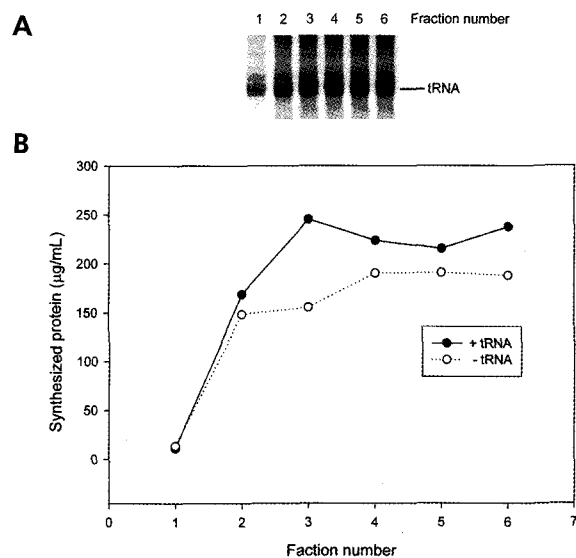 A
1 2 3 4 5 6 Fraction number
tRNA
B
Synthesized protein (µg/mL)
300
250
200
150
100
50
0
+ tRNA
- tRNA
0 1 2 3 4 5 6 7
Faction number